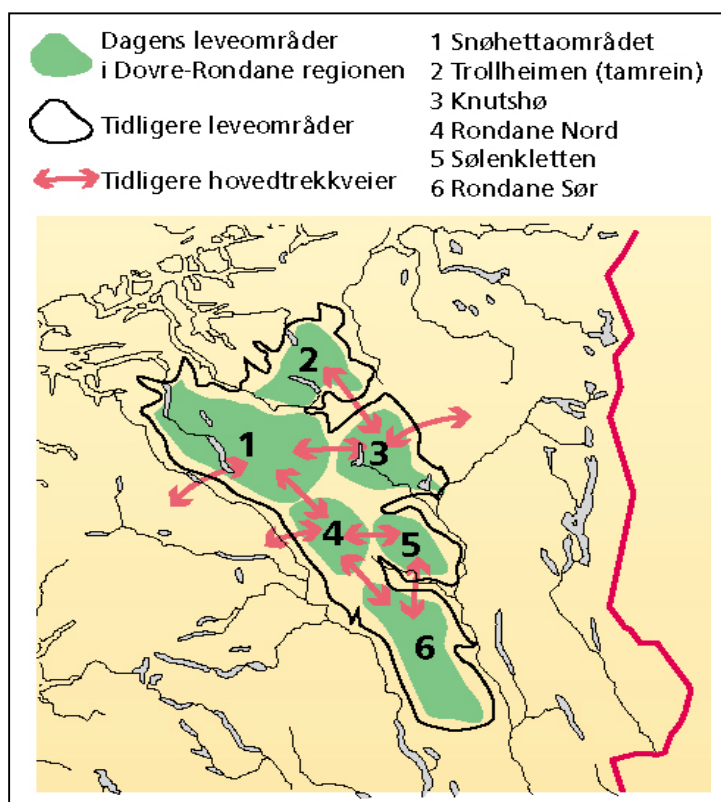 Dagens leveområder
i Dovre-Rondane regionen
Tidligere leveområder
Tidligere hovedtrekkveier
1 Snøhettaområdet
2 Trollheimen (tamrein)
3 Knutshø
4 Rondane Nord
5 Sølenkletten
6 Rondane Sør
2
1
3
4
5
6